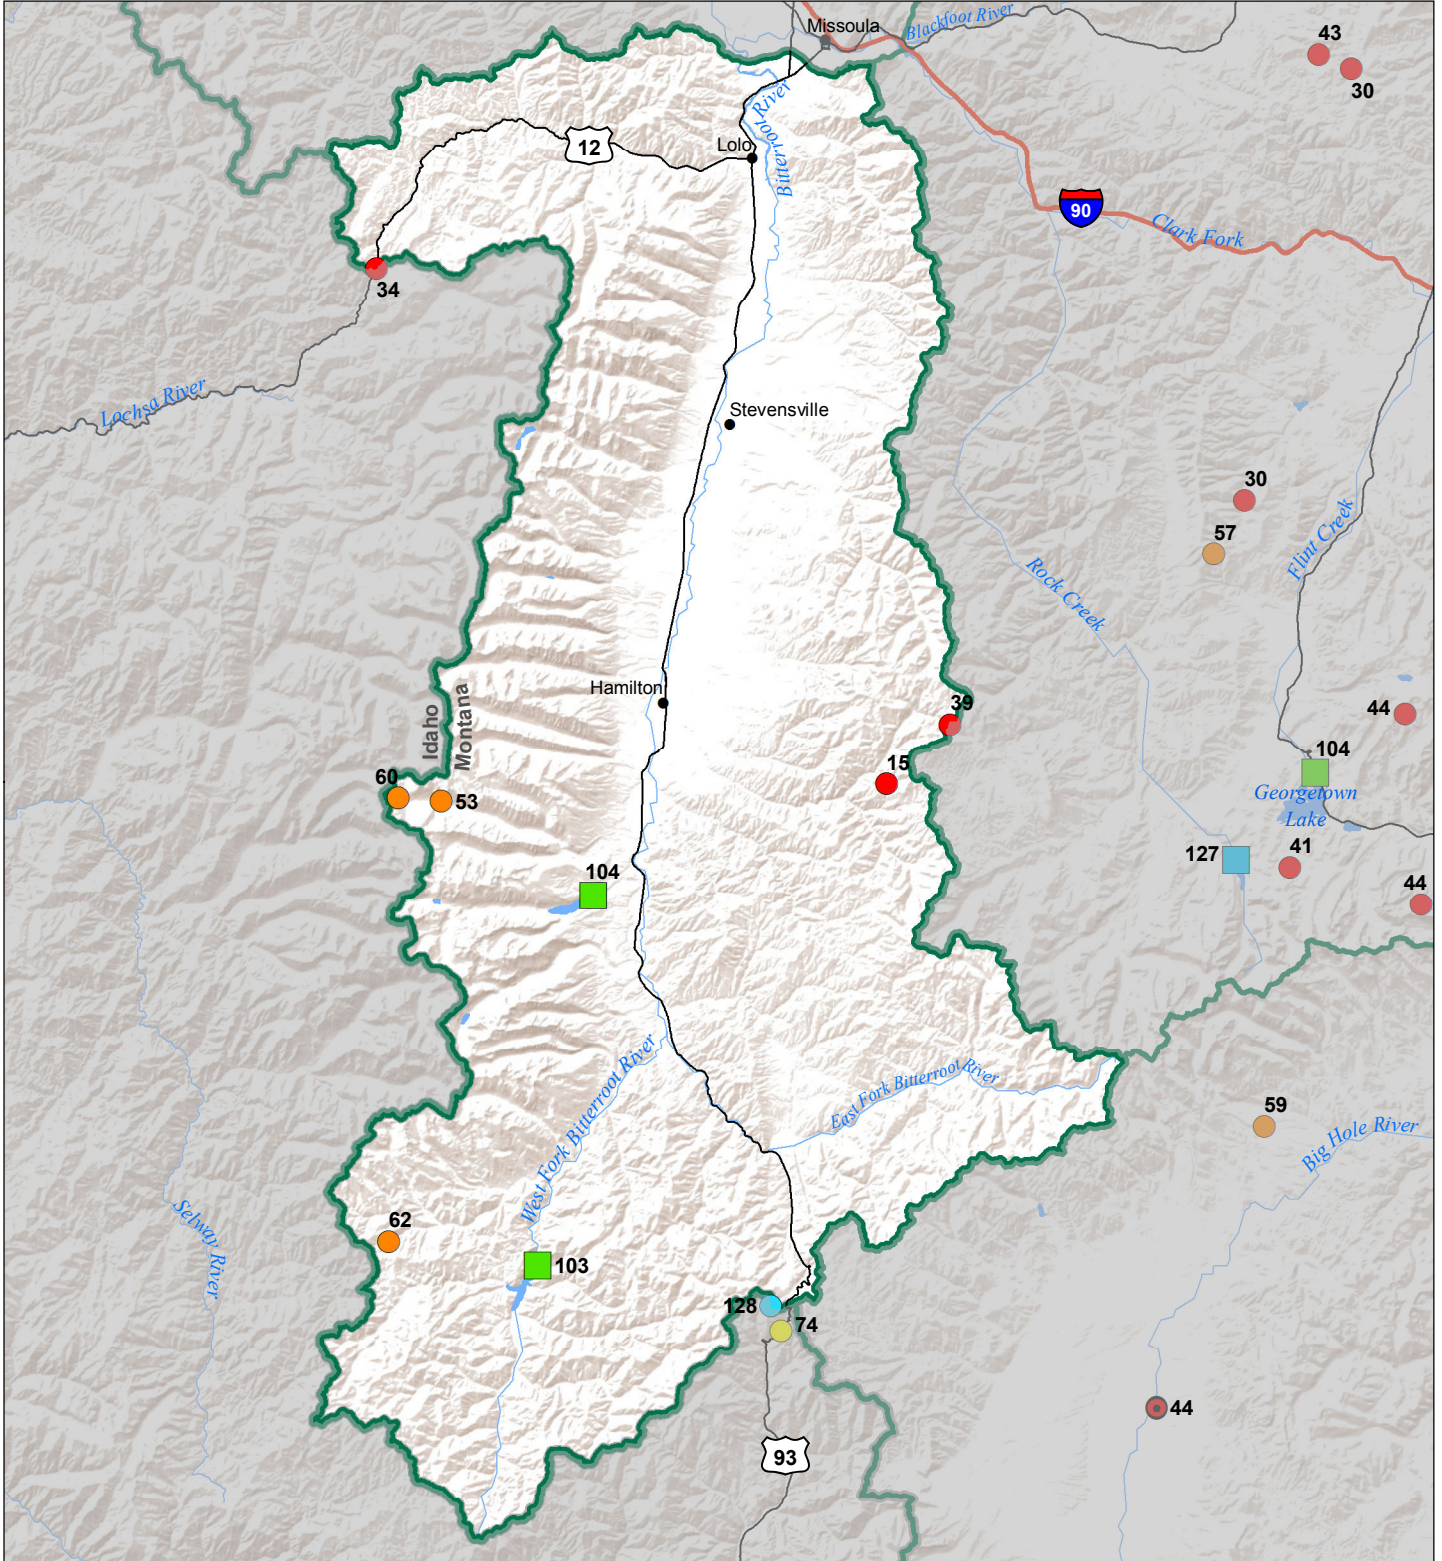 Missoula
Blackfoot River
43
30
Bitterroot River
12
Lolo
90
Clark Fork
34
Lochsa River
Stevensville
30
57
Flint Creek
Rock Creek
Hamilton
Idaho
Montana
39
44
15
104
60
53
Georgetown
Lake
127
41
104
44
West Fork Bitterroot River
East Fork Bitterroot River
59
Big Hole River
Selway River
62
103
128
74
44
93